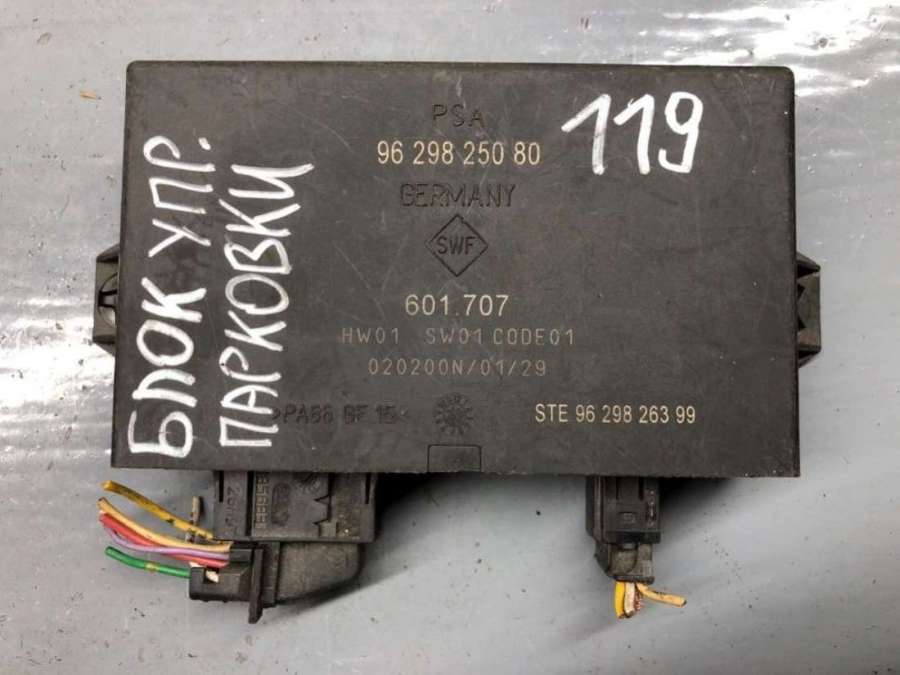 PSA
96 298 250 80
119
GERMANY
SWF
601.707
HW01 SW01 CODE01
020200N/01/29
>PA66 GF 15<
STE 96 298 263 99
БЛОК УПР.
ПАРКОВКИ